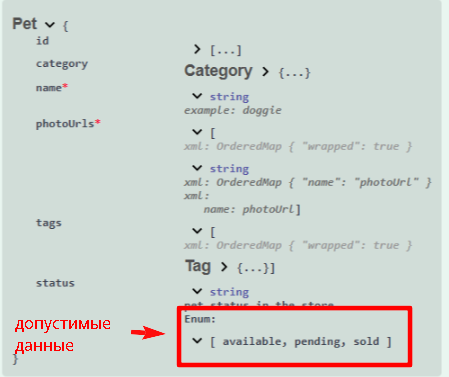 Pet {
id [...]
category Category {...}
name* string
example: doggie
photoUrls* [
xml: OrderedMap { "wrapped": true }
string
xml: OrderedMap { "name": "photoUrl" }
xml:
name: photoUrl]
tags [
xml: OrderedMap { "wrapped": true }
Tag {...}]
status string
pet status in the store
Enum:
[ available, pending, sold ]
допустимые
данные
}